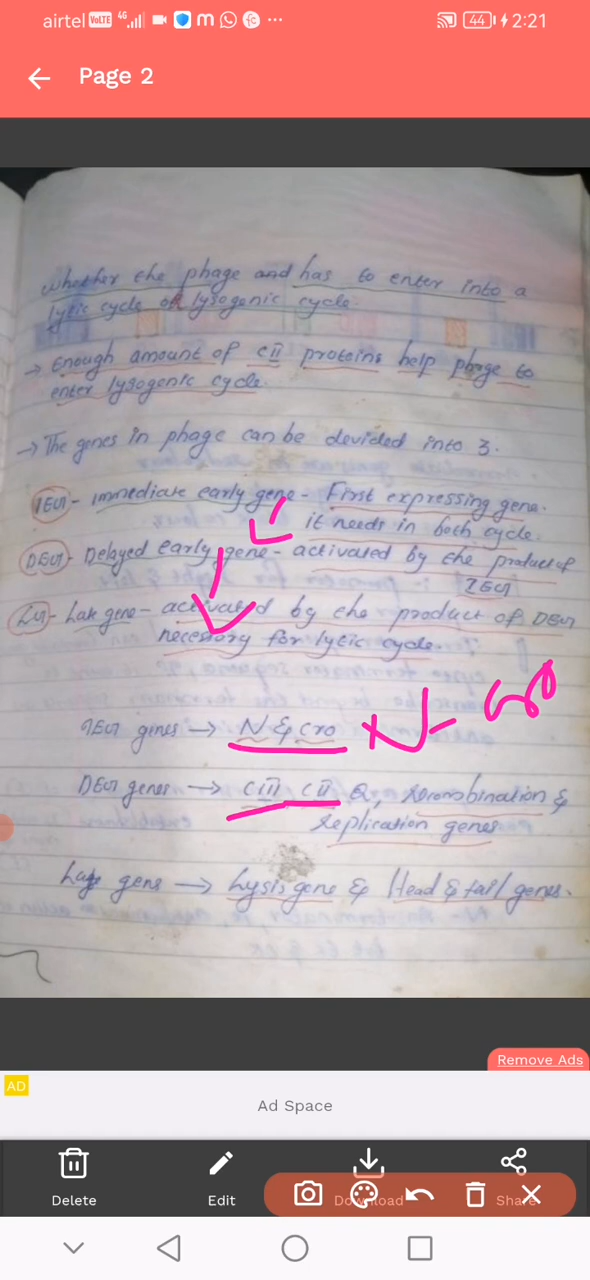 airtel VoLTE 4G m fc ... 44 2:21
Page 2
whether the phage and has to enter into a
lytic cycle or lysogenic cycle.
→ Enough amount of cII proteins help phage to
enter lysogenic cycle.
→ The genes in phage can be devided into 3.
IEG - immediate early gene - First expressing gene.
it needs in both cycle.
DEG - Delayed early gene - activated by the product of
IEG
LG - Late gene - activated by the product of DEG
necessary for lytic cycle.
IEG genes → N & Cro N - Cro
DEG genes → CIII CII Q, recombination &
replication genes
Late gene → Lysis gene & Head & tail genes.
Remove Ads
AD
Ad Space
Delete Edit Download Share